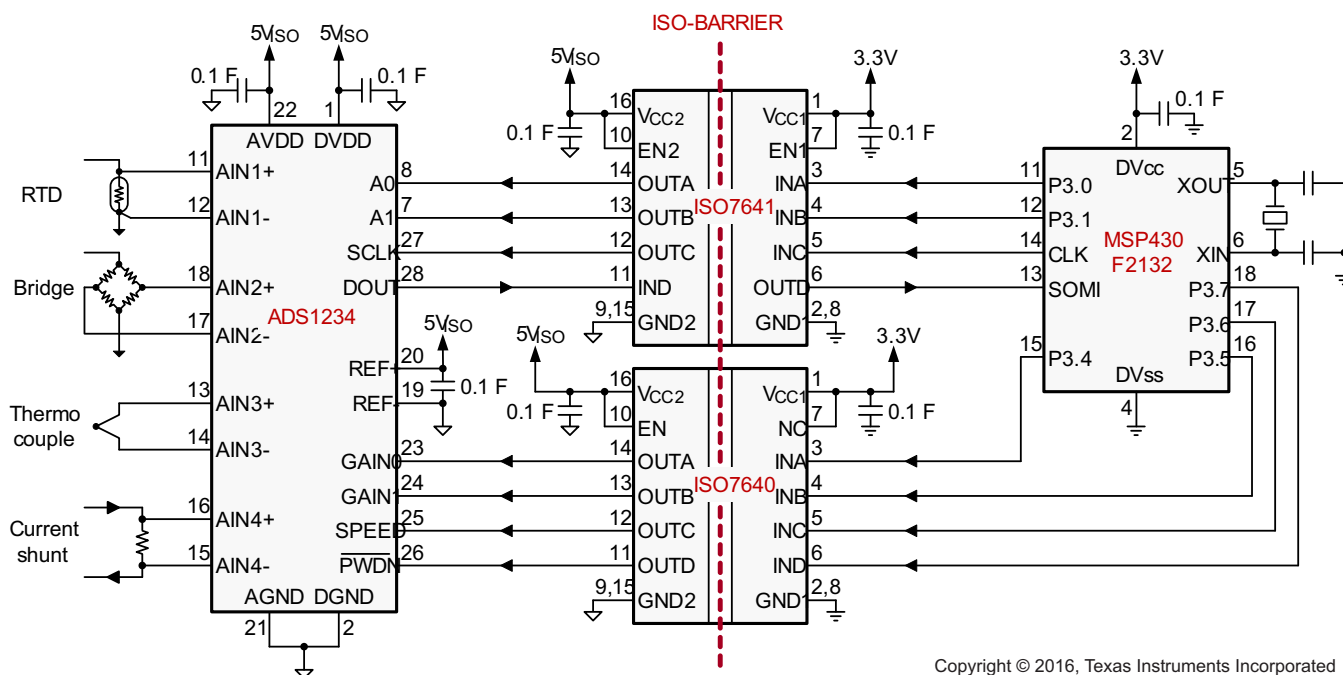 ISO-BARRIER
5VISO
5VISO
5VISO
3.3V
3.3V
0.1 F
0.1 F
0.1 F
22
1
16
1
2
AVDD
DVDD
VCC2
VCC1
DVcc
0.1 F
10
EN2
7
EN1
0.1 F
RTD
11
AIN1+
12
AIN1-
A0
8
A1
7
SCLK
27
DOUT
28
14
OUTA
13
OUTB
12
OUTC
11
IND
9,15
GND2
ISO7641
INA
3
INB
4
INC
5
OUTD
6
GND1
2,8
11
P3.0
12
P3.1
14
CLK
13
SOMI
15
P3.4
MSP430
F2132
XOUT
5
XIN
6
P3.7
18
P3.6
17
P3.5
16
DVss
4
Bridge
18
AIN2+
17
AIN2-
ADS1234
5VISO
REF+
20
REF-
19
0.1 F
5VISO
3.3V
16
VCC2
0.1 F
10
EN
VCC1
1
NC
7
0.1 F
Thermo
couple
13
AIN3+
14
AIN3-
GAIN0
23
GAIN1
24
SPEED
25
PWDN
26
14
OUTA
13
OUTB
12
OUTC
11
OUTD
9,15
GND2
ISO7640
INA
3
INB
4
INC
5
IND
6
GND1
2,8
Current
shunt
16
AIN4+
15
AIN4-
AGND
DGND
21
2
Copyright © 2016, Texas Instruments Incorporated